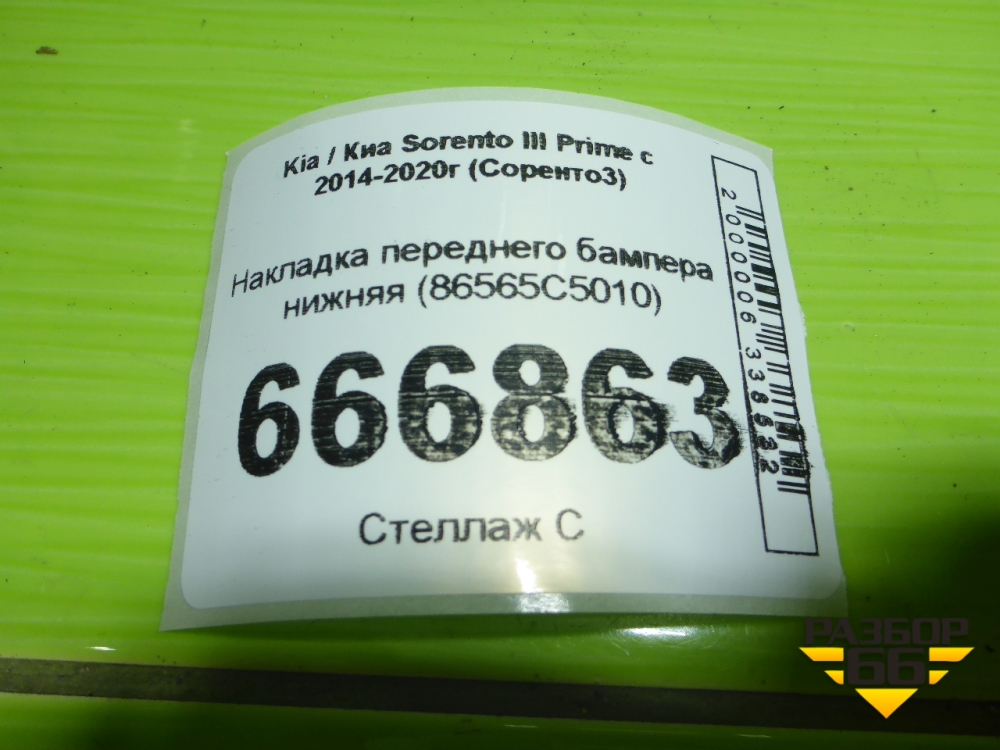 Kia / Киа Sorento III Prime с
2014-2020г (Соренто3)
Накладка переднего бампера
нижняя (86565C5010)
666863
Стеллаж С
2000006338632
РАЗБОР
66